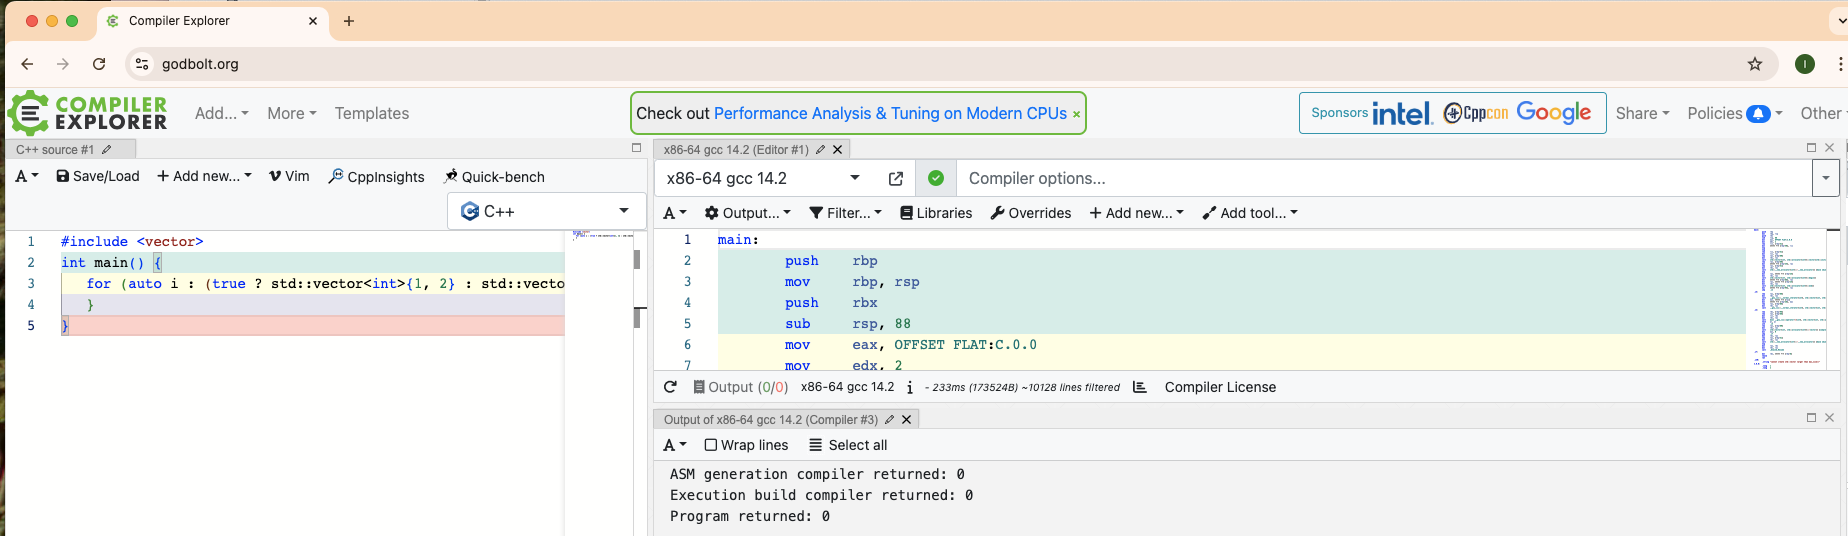 Compiler Explorer
godbolt.org
I
COMPILER
EXPLORER
Add...
More
Templates
Check out Performance Analysis & Tuning on Modern CPUs ×
Sponsors intel. Cppcon Google
Share
Policies
Other
C++ source #1
A
Save/Load
+ Add new...
Vim
CppInsights
Quick-bench
C++
1 #include <vector>
2 int main() {
3 for (auto i : (true ? std::vector<int>{1, 2} : std::vecto
4 }
5 }
x86-64 gcc 14.2 (Editor #1)
x86-64 gcc 14.2
Compiler options...
A
Output...
Filter...
Libraries
Overrides
+ Add new...
Add tool...
1 main:
2 push rbp
3 mov rbp, rsp
4 push rbx
5 sub rsp, 88
6 mov eax, OFFSET FLAT:C.0.0
7 mov edx, 2
Output (0/0) x86-64 gcc 14.2 i - 233ms (173524B) ~10128 lines filtered Compiler License
Output of x86-64 gcc 14.2 (Compiler #3)
A
Wrap lines
Select all
ASM generation compiler returned: 0
Execution build compiler returned: 0
Program returned: 0